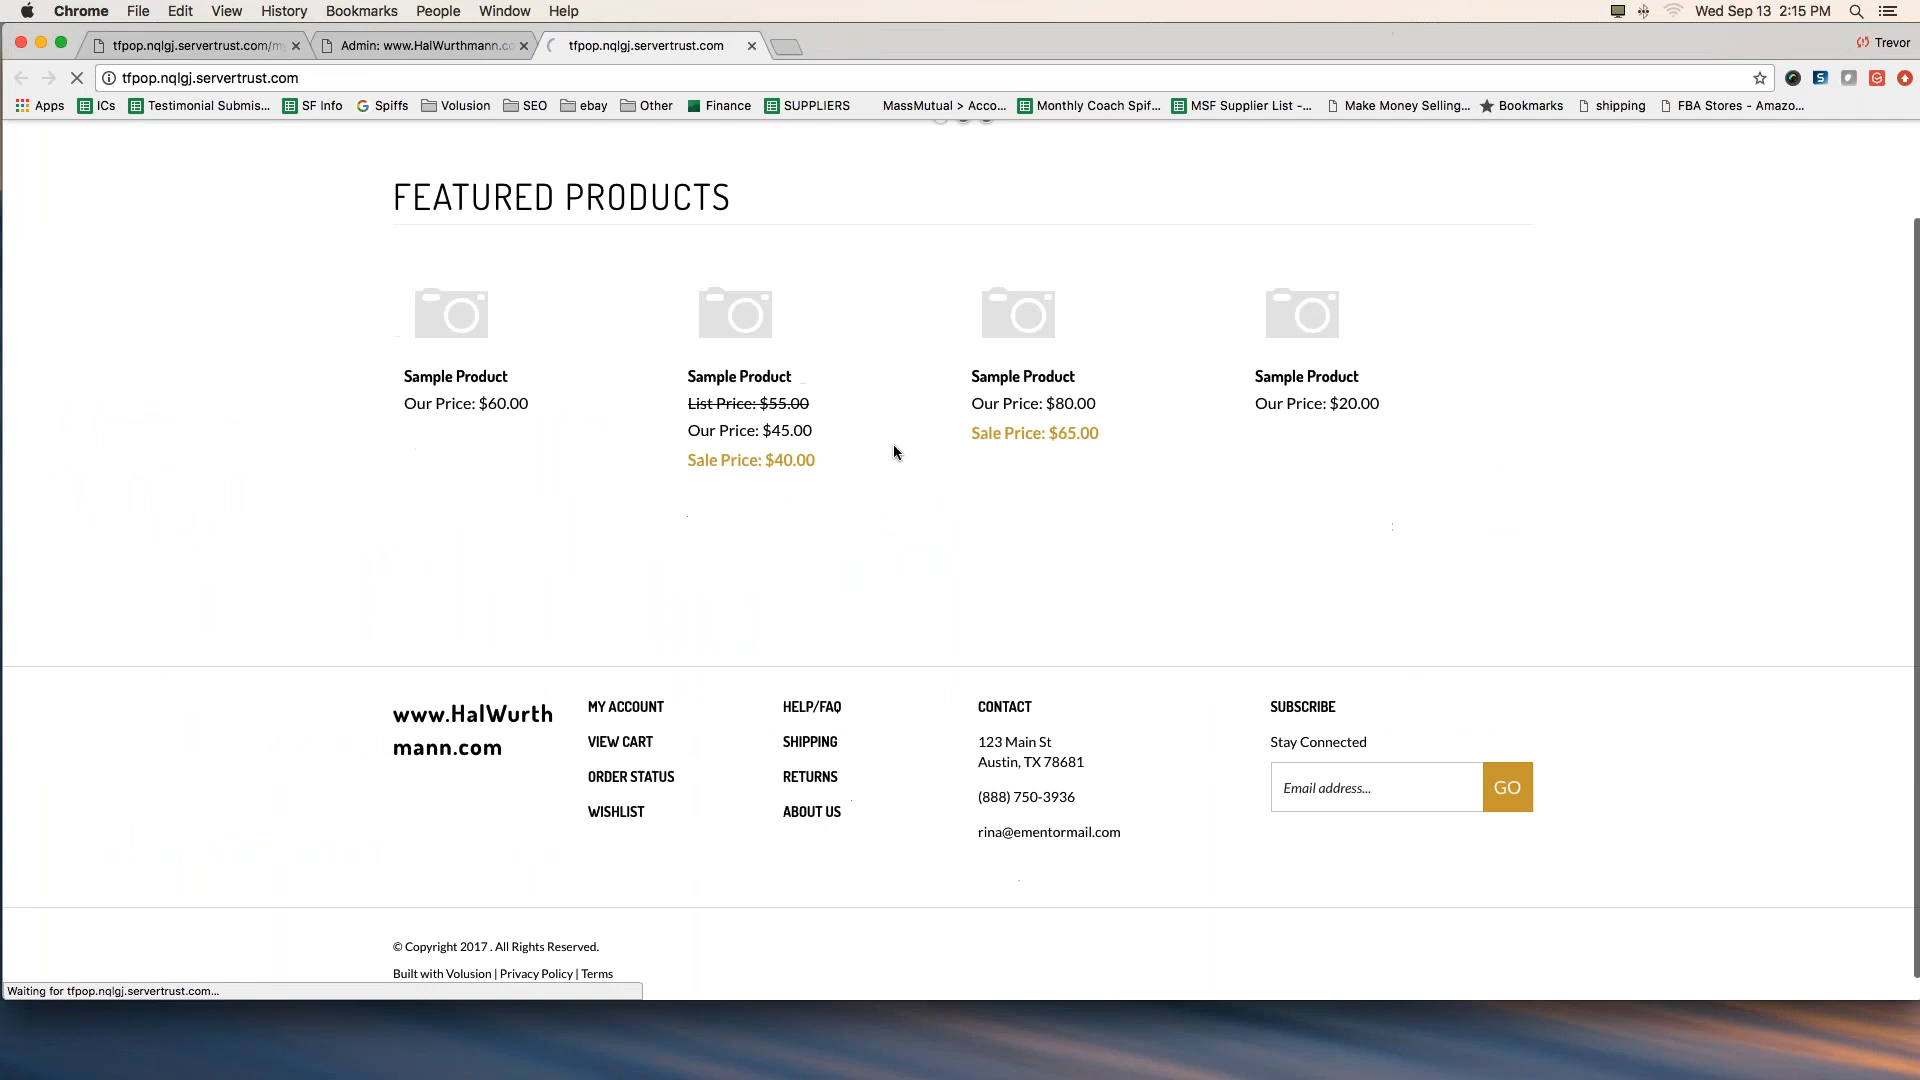 Chrome File Edit View History Bookmarks People Window Help Wed Sep 13 2:15 PM
tfpop.nqlgj.servertrust.com/my Admin: www.HalWurthmann.co tfpop.nqlgj.servertrust.com Trevor
tfpop.nqlgj.servertrust.com
Apps ICs Testimonial Submis... SF Info Spiffs Volusion SEO ebay Other Finance SUPPLIERS MassMutual > Acco... Monthly Coach Spif... MSF Supplier List -... Make Money Selling... Bookmarks shipping FBA Stores - Amazo...
FEATURED PRODUCTS
Sample Product Sample Product Sample Product Sample Product
Our Price: $60.00 List Price: $55.00 Our Price: $80.00 Our Price: $20.00
Our Price: $45.00 Sale Price: $65.00
Sale Price: $40.00
www.HalWurth
mann.com
MY ACCOUNT
VIEW CART
ORDER STATUS
WISHLIST
HELP/FAQ
SHIPPING
RETURNS
ABOUT US
CONTACT
123 Main St
Austin, TX 78681
(888) 750-3936
rina@ementormail.com
SUBSCRIBE
Stay Connected
Email address... GO
© Copyright 2017 . All Rights Reserved.
Built with Volusion | Privacy Policy | Terms
Waiting for tfpop.nqlgj.servertrust.com...